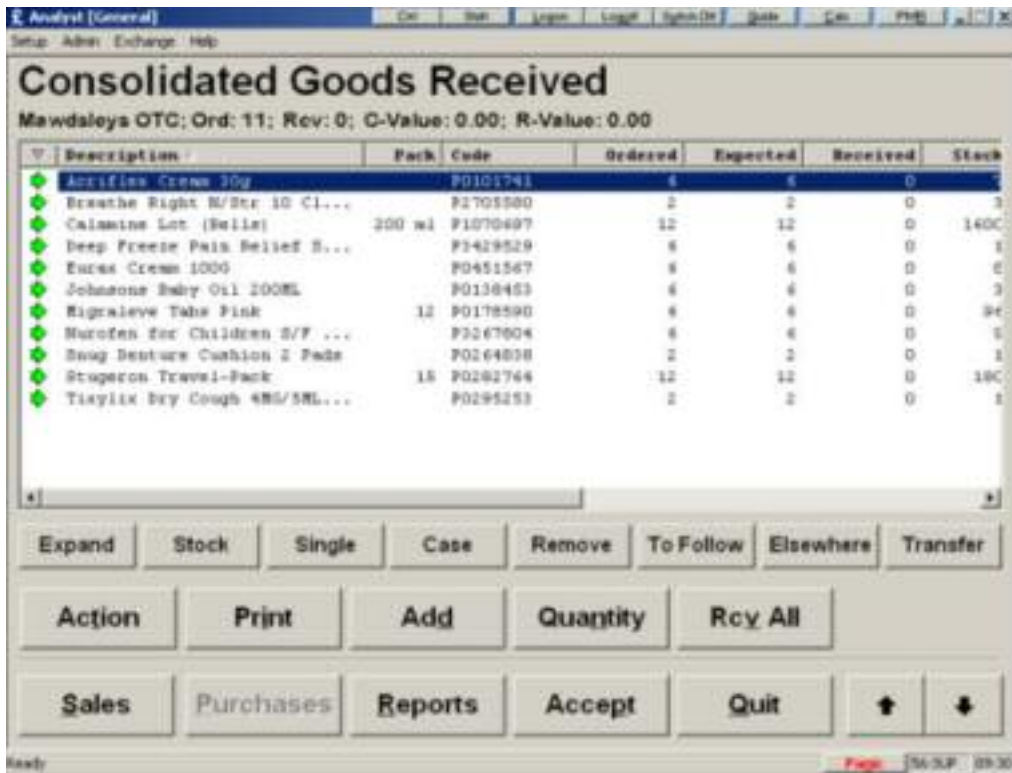 Analyst [General]
Setup Admin Exchange Help
Consolidated Goods Received
Mawdsleys OTC; Ord: 11; Rcv: 0; C-Value: 0.00; R-Value: 0.00
Description Pack Code Ordered Expected Received Stock
Acriflex Cream 30g P0101741 6 6 0
Breathe Right N/Str 10 Cl... P2705580 2 2 0
Calamine Lot (Bells) 200 ml P1070697 12 12 0
Deep Freeze Pain Relief S... P3429529 6 6 0
Eurax Cream 100G P0451567 6 6 0
Johnsons Baby Oil 200ML P0138453 6 6 0
Migraleve Tabs Pink 12 P0178590 6 6 0
Nurofen for Children S/F ... P3267804 6 6 0
Snug Denture Cushion 2 Pads P0264838 2 2 0
Stugeron Travel-Pack 15 P0282764 12 12 0
Tixylix Dry Cough 4MG/5ML... P0295253 2 2 0
Expand Stock Single Case Remove To Follow Elsewhere Transfer
Action Print Add Quantity Rcv All
Sales Purchases Reports Accept Quit
Ready Page 09:30